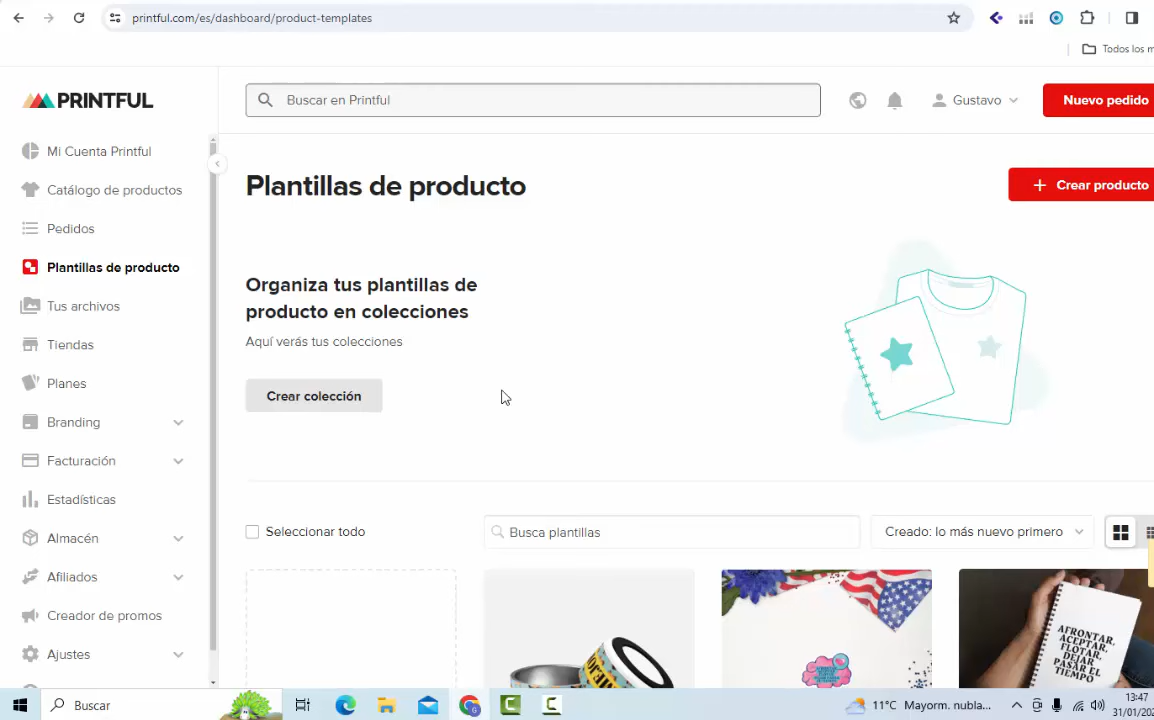 printful.com/es/dashboard/product-templates
Todos los m
PRINTFUL
Buscar en Printful
Gustavo
Nuevo pedido
Mi Cuenta Printful
Catálogo de productos
Pedidos
Plantillas de producto
Tus archivos
Tiendas
Planes
Branding
Facturación
Estadísticas
Almacén
Afiliados
Creador de promos
Ajustes
Plantillas de producto
Crear producto
Organiza tus plantillas de
producto en colecciones
Aquí verás tus colecciones
Crear colección
Seleccionar todo
Busca plantillas
Creado: lo más nuevo primero
AFRONTAR,
ACEPTAR,
FLOTAR,
DEJAR
PASAR EL
TIEMPO
Buscar
11°C Mayorm. nubla...
13:47
31/01/202